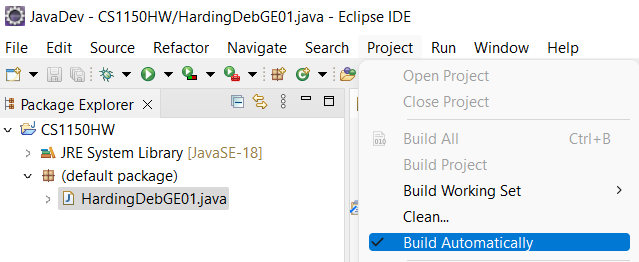 JavaDev - CS1150HW/HardingDebGE01.java - Eclipse IDE
File Edit Source Refactor Navigate Search Project Run Window Help
Package Explorer
CS1150HW
JRE System Library [JavaSE-18]
(default package)
HardingDebGE01.java
Open Project
Close Project
Build All Ctrl+B
Build Project
Build Working Set
Clean...
Build Automatically